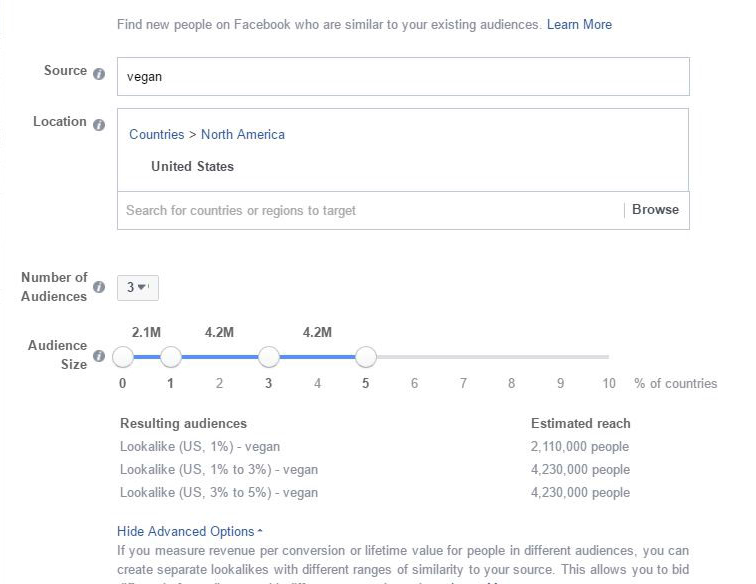 Find new people on Facebook who are similar to your existing audiences. Learn More
Source
vegan
Location
Countries > North America
United States
Search for countries or regions to target
Browse
Number of
Audiences
3
2.1M 4.2M 4.2M
Audience
Size
0 1 2 3 4 5 6 7 8 9 10 % of countries
Resulting audiences Estimated reach
Lookalike (US, 1%) - vegan 2,110,000 people
Lookalike (US, 1% to 3%) - vegan 4,230,000 people
Lookalike (US, 3% to 5%) - vegan 4,230,000 people
Hide Advanced Options
If you measure revenue per conversion or lifetime value for people in different audiences, you can
create separate lookalikes with different ranges of similarity to your source. This allows you to bid